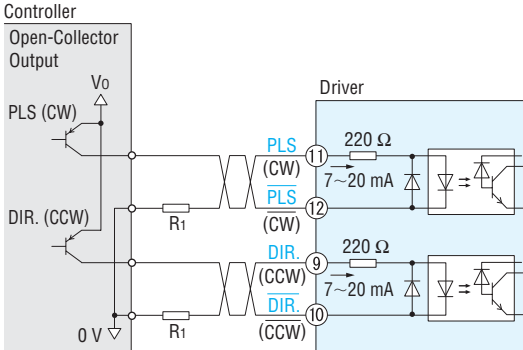 Controller
Open-Collector
Output
Vo
PLS (CW)
DIR. (CCW)
0 V
R1
R1
Driver
PLS
(CW)
11
220 Ω
7~20 mA
PLS
(CW)
12
DIR.
(CCW)
9
220 Ω
7~20 mA
DIR.
(CCW)
10